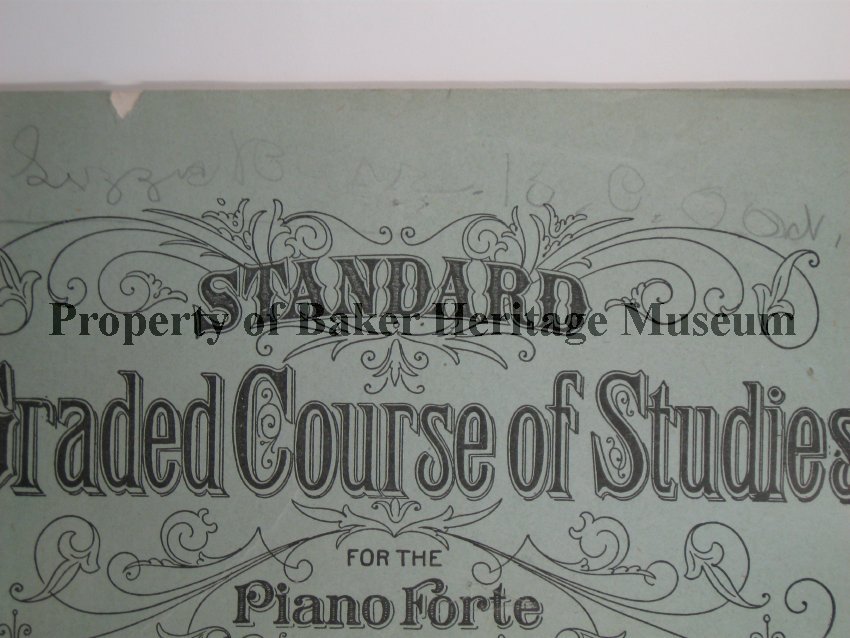 STANDARD
Property of Baker Heritage Museum
Graded Course of Studies
FOR THE
Piano Forte